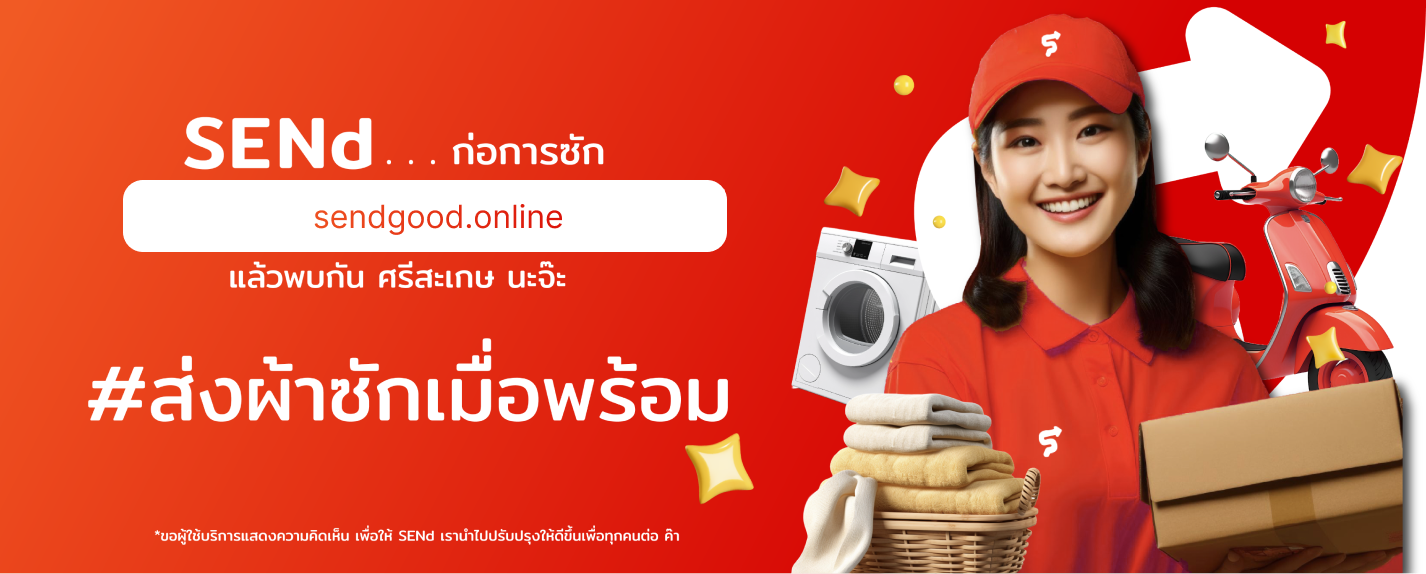 SENd . . . ก่อการซัก
sendgood.online
แล้วพบกัน ศรีสะเกษ นะจ๊ะ
#ส่งผ้าซักเมื่อพร้อม
*ขอผู้ใช้บริการแสดงความคิดเห็น เพื่อให้ SENd เรานำไปปรับปรุงให้ดีขึ้นเพื่อทุกคนต่อ ค๊า